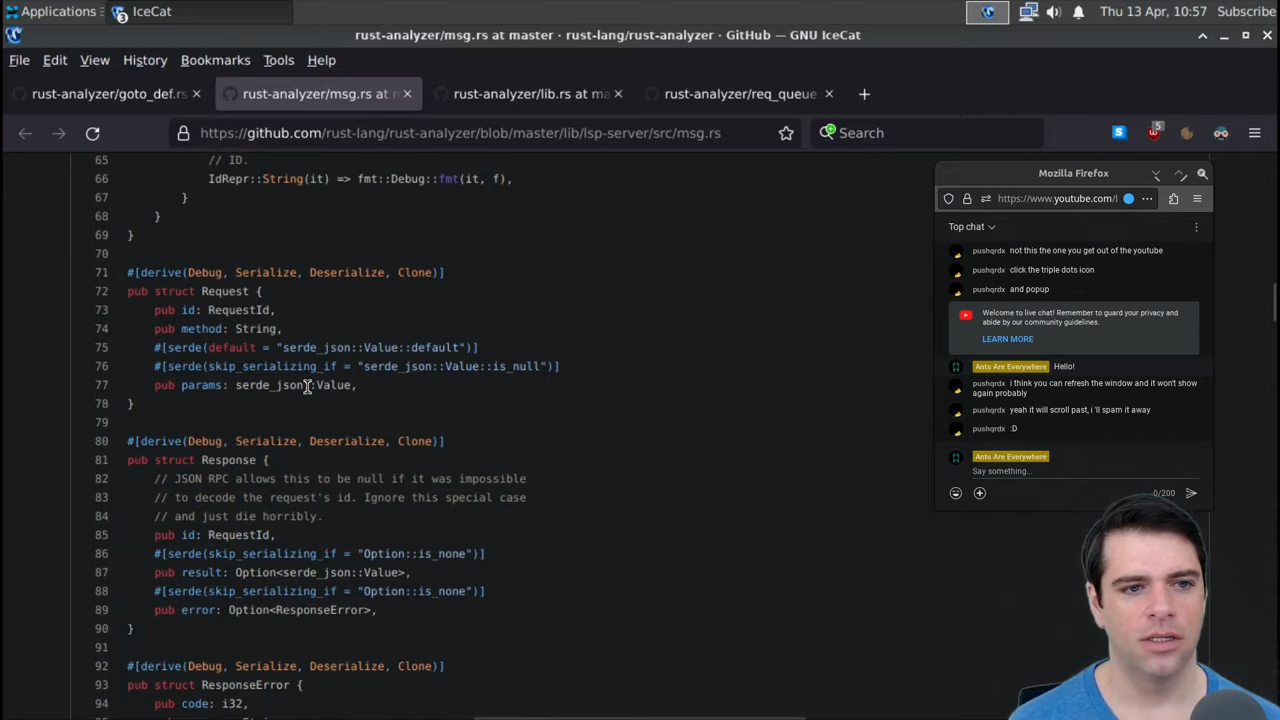 Applications
3
IceCat
Thu 13 Apr, 10:57
Subscribe
rust-analyzer/msg.rs at master · rust-lang/rust-analyzer · GitHub — GNU IceCat
File Edit View History Bookmarks Tools Help
rust-analyzer/goto_def.rs
rust-analyzer/msg.rs at m
rust-analyzer/lib.rs at ma
rust-analyzer/req_queue.
https://github.com/rust-lang/rust-analyzer/blob/master/lib/lsp-server/src/msg.rs
Search
5
65 // ID.
66 IdRepr::String(it) => fmt::Debug::fmt(it, f),
67 }
68 }
69 }
70
71 #[derive(Debug, Serialize, Deserialize, Clone)]
72 pub struct Request {
73 pub id: RequestId,
74 pub method: String,
75 #[serde(default = "serde_json::Value::default")]
76 #[serde(skip_serializing_if = "serde_json::Value::is_null")]
77 pub params: serde_json::Value,
78 }
79
80 #[derive(Debug, Serialize, Deserialize, Clone)]
81 pub struct Response {
82 // JSON RPC allows this to be null if it was impossible
83 // to decode the request's id. Ignore this special case
84 // and just die horribly.
85 pub id: RequestId,
86 #[serde(skip_serializing_if = "Option::is_none")]
87 pub result: Option<serde_json::Value>,
88 #[serde(skip_serializing_if = "Option::is_none")]
89 pub error: Option<ResponseError>,
90 }
91
92 #[derive(Debug, Serialize, Deserialize, Clone)]
93 pub struct ResponseError {
94 pub code: i32,
Mozilla Firefox
https://www.youtube.com/l
Top chat
pushqrdx not this the one you get out of the youtube
pushqrdx click the triple dots icon
pushqrdx and popup
Welcome to live chat! Remember to guard your privacy and
abide by our community guidelines.
LEARN MORE
Ants Are Everywhere Hello!
pushqrdx i think you can refresh the window and it won't show
again probably
pushqrdx yeah it will scroll past, i 'll spam it away
pushqrdx :D
Ants Are Everywhere
Say something...
0/200